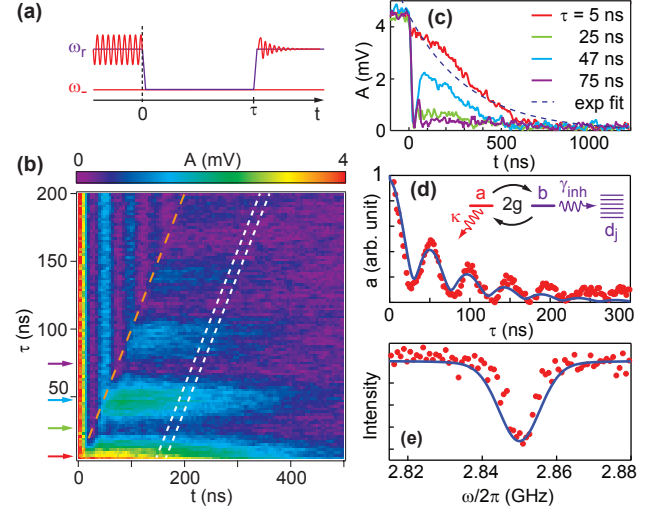 (a)
ωr
ω-
0
τ
t
(c)
A (mV)
4
2
0
0
500
1000
t (ns)
τ = 5 ns
25 ns
47 ns
75 ns
exp fit
(b)
0
A (mV)
4
τ (ns)
200
150
100
50
0
200
400
t (ns)
(d)
a (arb. unit)
1
0
0
100
200
300
τ (ns)
κ
a
2g
b
γinh
dj
(e)
Intensity
2.82
2.84
2.86
2.88
ω/2π (GHz)